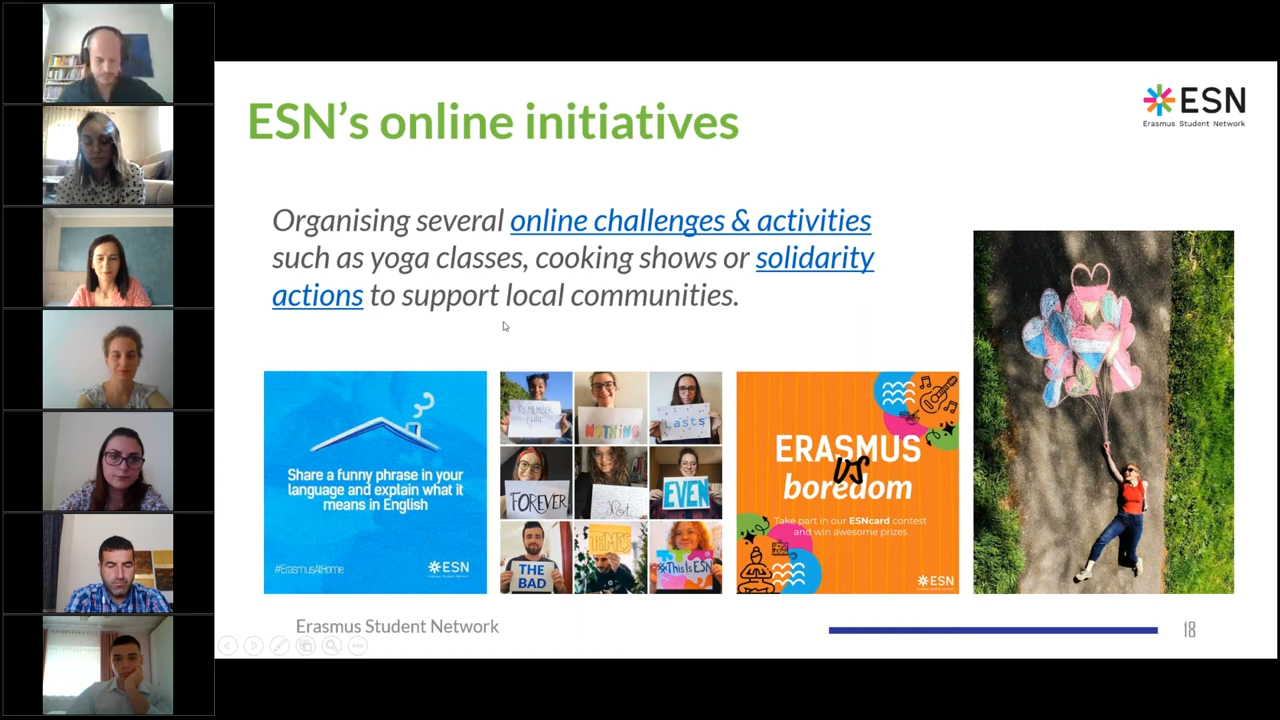 ESN's online initiatives
ESN
Erasmus Student Network
Organising several online challenges & activities
such as yoga classes, cooking shows or solidarity
actions to support local communities.
Share a funny phrase in your
language and explain what it
means in English
#ErasmusAtHome
ESN
REMEMBER
THAT
NOTHING
Lasts
FOREVER
Not
EVEN
THE
BAD
TIMES
#ThisIsESN
ERASMUS
VS
boredom
Take part in our ESNcard contest
and win awesome prizes
ESN
Erasmus Student Network
18